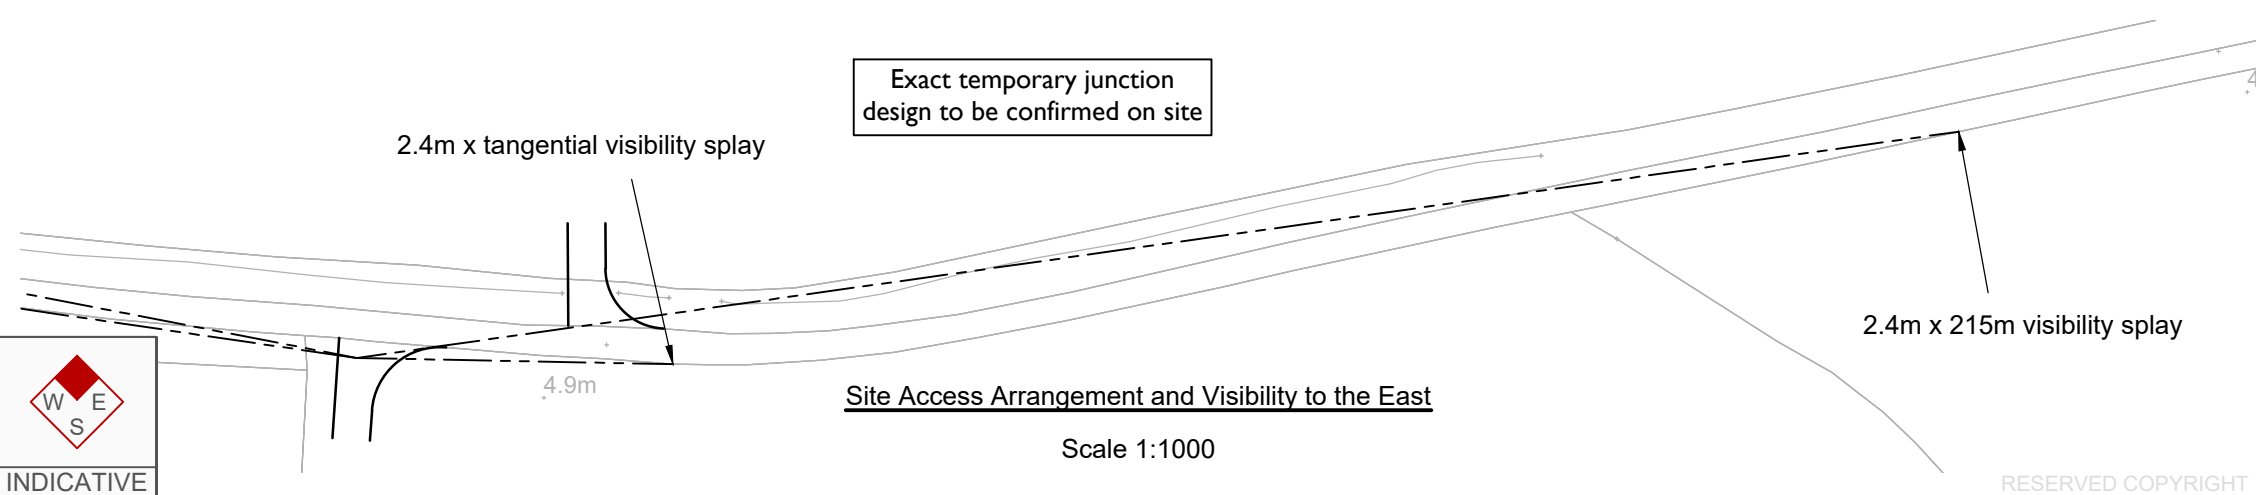 Exact temporary junction
design to be confirmed on site
4
2.4m x tangential visibility splay
2.4m x 215m visibility splay
4.9m
Site Access Arrangement and Visibility to the East
Scale 1:1000
W E
S
INDICATIVE
RESERVED COPYRIGHT